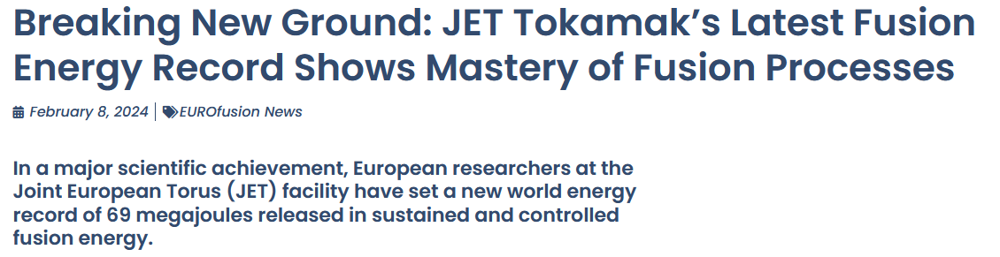 Breaking New Ground: JET Tokamak’s Latest Fusion
Energy Record Shows Mastery of Fusion Processes
February 8, 2024 | EUROfusion News
In a major scientific achievement, European researchers at the
Joint European Torus (JET) facility have set a new world energy
record of 69 megajoules released in sustained and controlled
fusion energy.